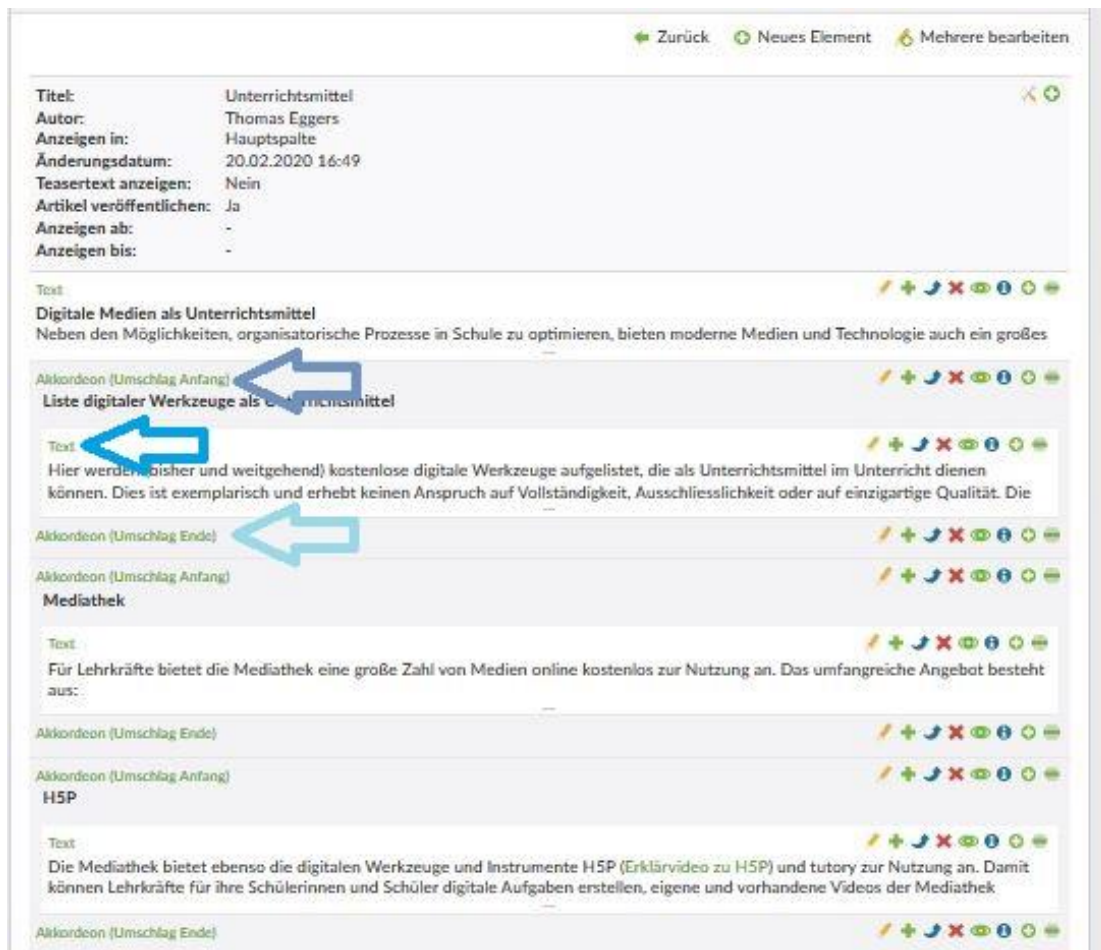 Zurück Neues Element Mehrere bearbeiten
Titel: Unterrichtsmittel
Autor: Thomas Eggers
Anzeigen in: Hauptspalte
Änderungsdatum: 20.02.2020 16:49
Teasertext anzeigen: Nein
Artikel veröffentlichen: Ja
Anzeigen ab: -
Anzeigen bis: -
Text
Digitale Medien als Unterrichtsmittel
Neben den Möglichkeiten, organisatorische Prozesse in Schule zu optimieren, bieten moderne Medien und Technologie auch ein großes
Akkordeon (Umschlag Anfang)
Liste digitaler Werkzeuge als Unterrichtsmittel
Text
Hier werden (bisher und weitgehend) kostenlose digitale Werkzeuge aufgelistet, die als Unterrichtsmittel im Unterricht dienen
können. Dies ist exemplarisch und erhebt keinen Anspruch auf Vollständigkeit, Ausschliesslichkeit oder auf einzigartige Qualität. Die
Akkordeon (Umschlag Ende)
Akkordeon (Umschlag Anfang)
Mediathek
Text
Für Lehrkräfte bietet die Mediathek eine große Zahl von Medien online kostenlos zur Nutzung an. Das umfangreiche Angebot besteht
aus:
Akkordeon (Umschlag Ende)
Akkordeon (Umschlag Anfang)
H5P
Text
Die Mediathek bietet ebenso die digitalen Werkzeuge und Instrumente H5P (Erklärvideo zu H5P) und tutory zur Nutzung an. Damit
können Lehrkräfte für ihre Schülerinnen und Schüler digitale Aufgaben erstellen, eigene und vorhandene Videos der Mediathek
Akkordeon (Umschlag Ende)